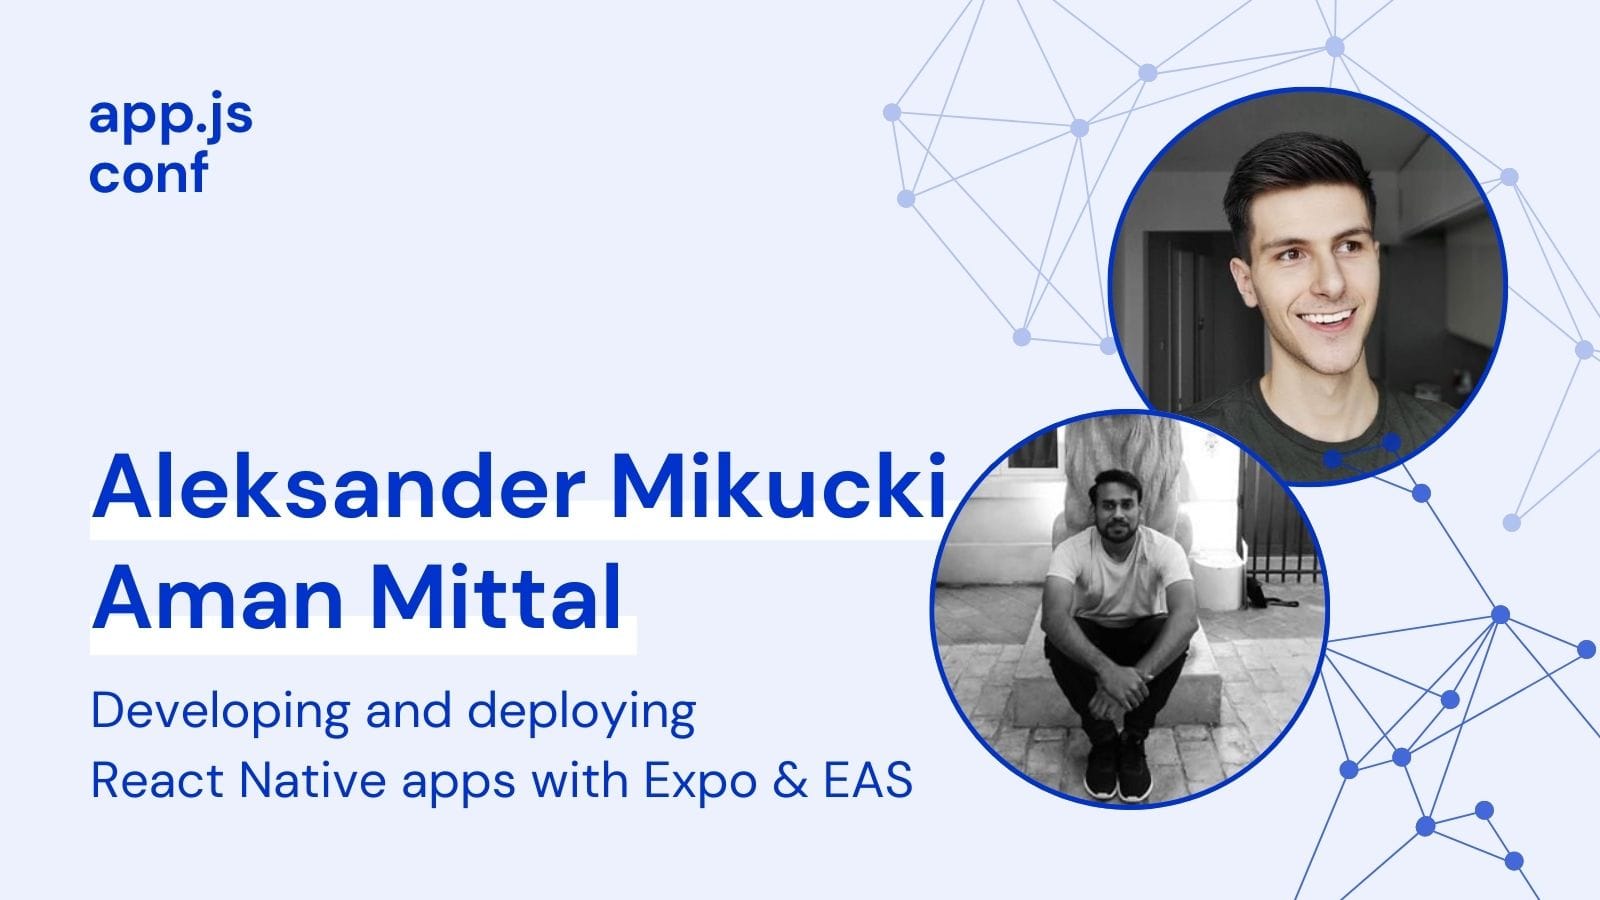 app.js
conf
Aleksander Mikucki
Aman Mittal
Developing and deploying
React Native apps with Expo & EAS